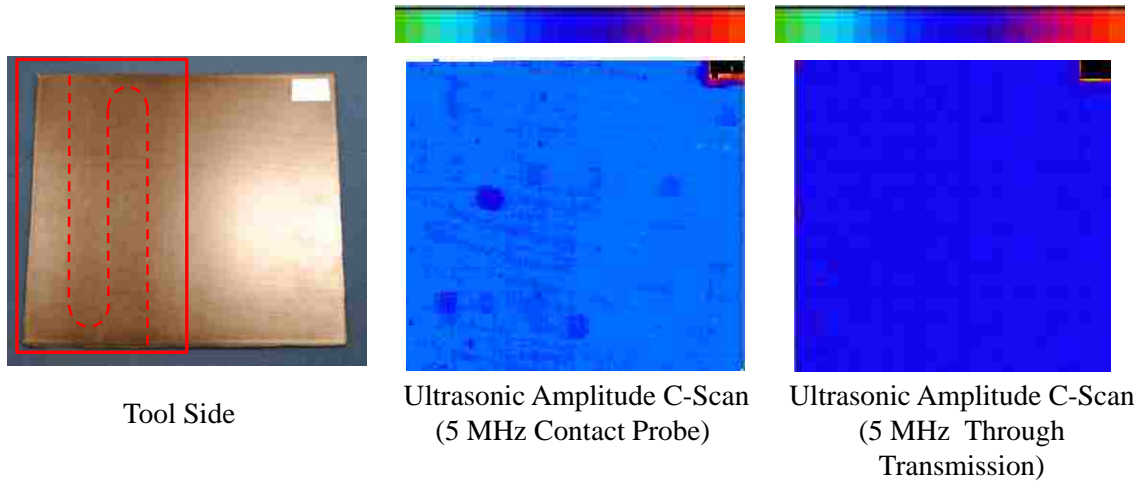 Tool Side
Ultrasonic Amplitude C-Scan
(5 MHz Contact Probe)
Ultrasonic Amplitude C-Scan
(5 MHz Through
Transmission)